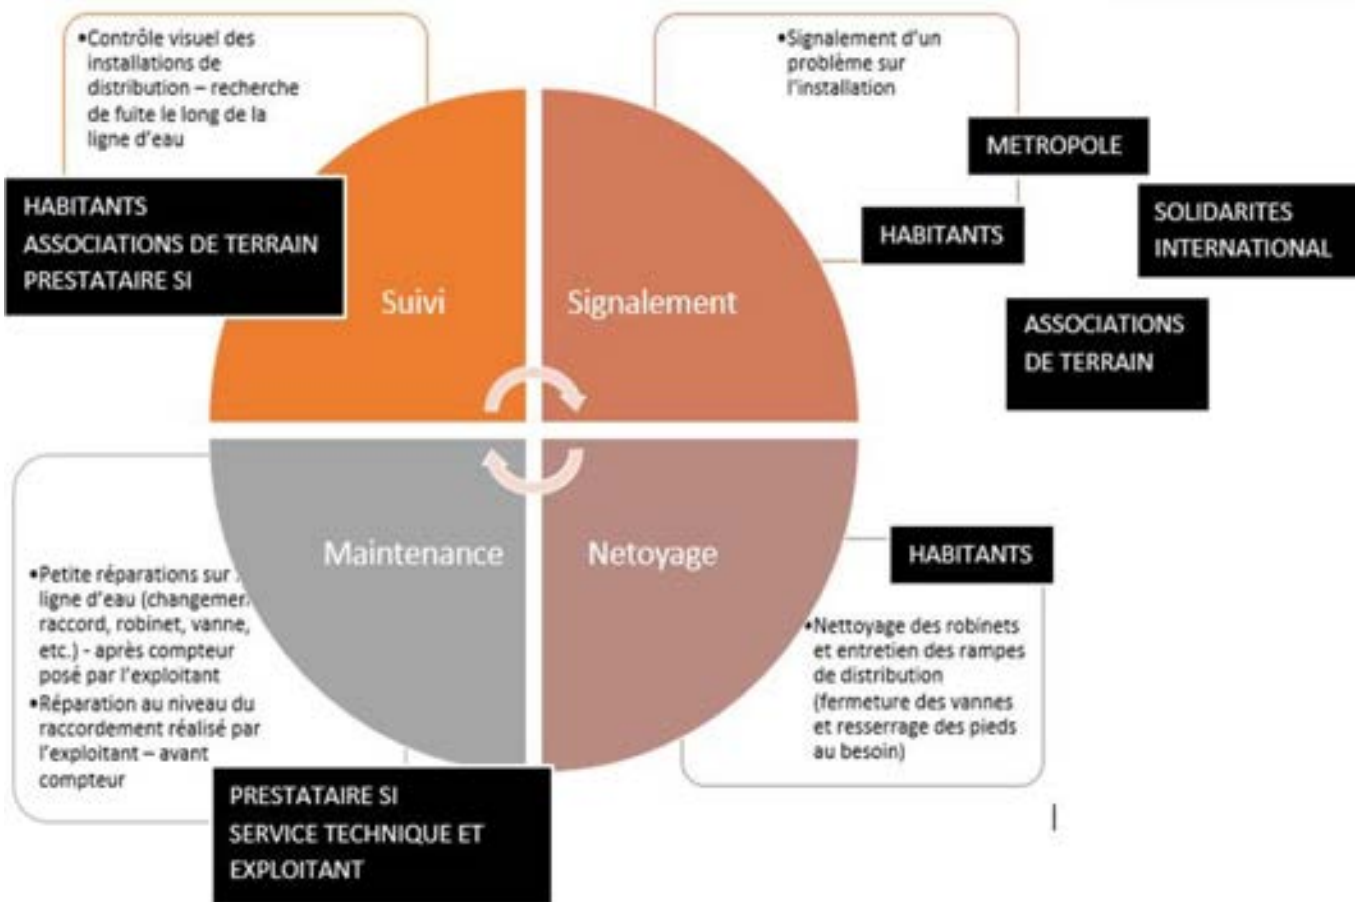 •Contrôle visuel des
installations de
distribution – recherche
de fuite le long de la
ligne d'eau
HABITANTS
ASSOCIATIONS DE TERRAIN
PRESTATAIRE SI
Suivi
•Signalement d'un
problème sur
l'installation
METROPOLE
HABITANTS
SOLIDARITES
INTERNATIONAL
ASSOCIATIONS
DE TERRAIN
Signalement
Maintenance
•Petite réparations sur
ligne d'eau (changemen
raccord, robinet, vanne,
etc.) - après compteur
posé par l'exploitant
•Réparation au niveau du
raccordement réalisé par
l'exploitant – avant
compteur
PRESTATAIRE SI
SERVICE TECHNIQUE ET
EXPLOITANT
Netoyage
HABITANTS
•Nettoyage des robinets
et entretien des rampes
de distribution
(fermeture des vannes
et resserrage des pieds
au besoin)